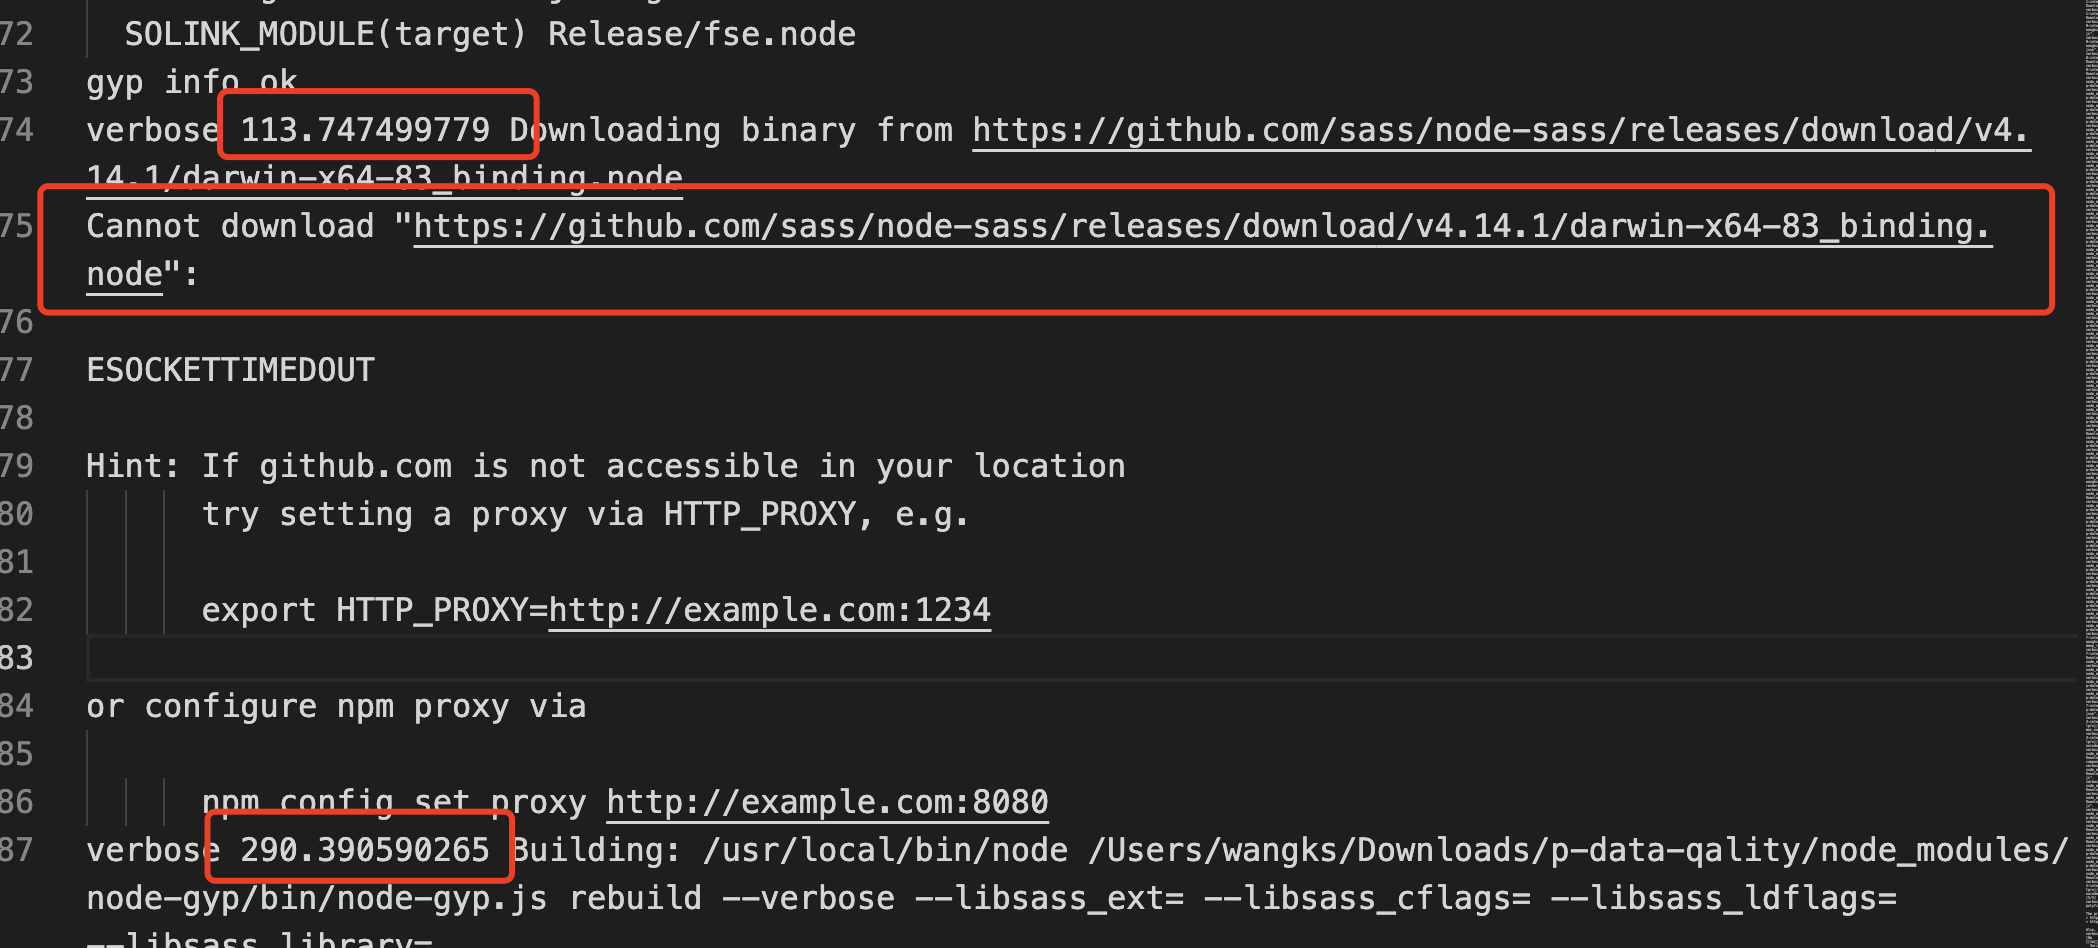 72 SOLINK_MODULE(target) Release/fse.node
73 gyp info ok
74 verbose 113.747499779 Downloading binary from https://github.com/sass/node-sass/releases/download/v4.
14.1/darwin-x64-83_binding.node
75 Cannot download "https://github.com/sass/node-sass/releases/download/v4.14.1/darwin-x64-83_binding.
node":
76
77 ESOCKETTIMEDOUT
78
79 Hint: If github.com is not accessible in your location
80 try setting a proxy via HTTP_PROXY, e.g.
81
82 export HTTP_PROXY=http://example.com:1234
83
84 or configure npm proxy via
85
86 npm config set proxy http://example.com:8080
87 verbose 290.390590265 Building: /usr/local/bin/node /Users/wangks/Downloads/p-data-qality/node_modules/
node-gyp/bin/node-gyp.js rebuild --verbose --libsass_ext= --libsass_cflags= --libsass_ldflags=
--libsass_library=